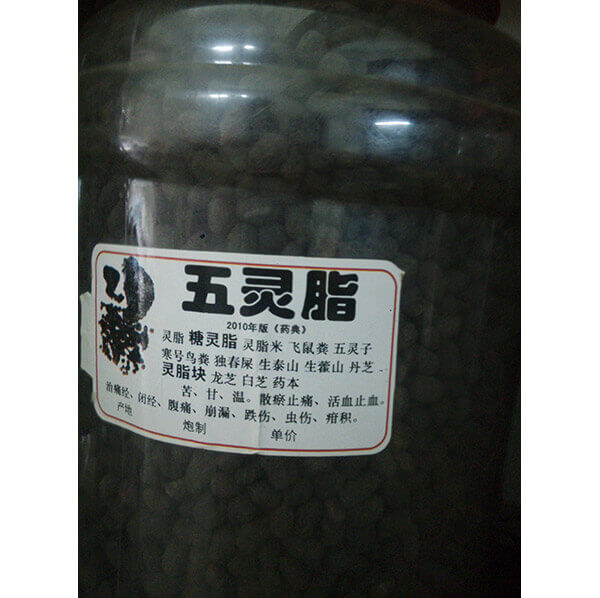 五灵脂
2010年版《药典》
灵脂 糖灵脂 灵脂米 飞鼠粪 五灵子
寒号鸟粪 独春屎 生泰山 生藿山 丹芝
灵脂块 龙芝 白芝 药本
苦、甘、温。散瘀止痛、活血止血。
治痛经、闭经、腹痛、崩漏、跌伤、虫伤、疳积。
产地 炮制 单价